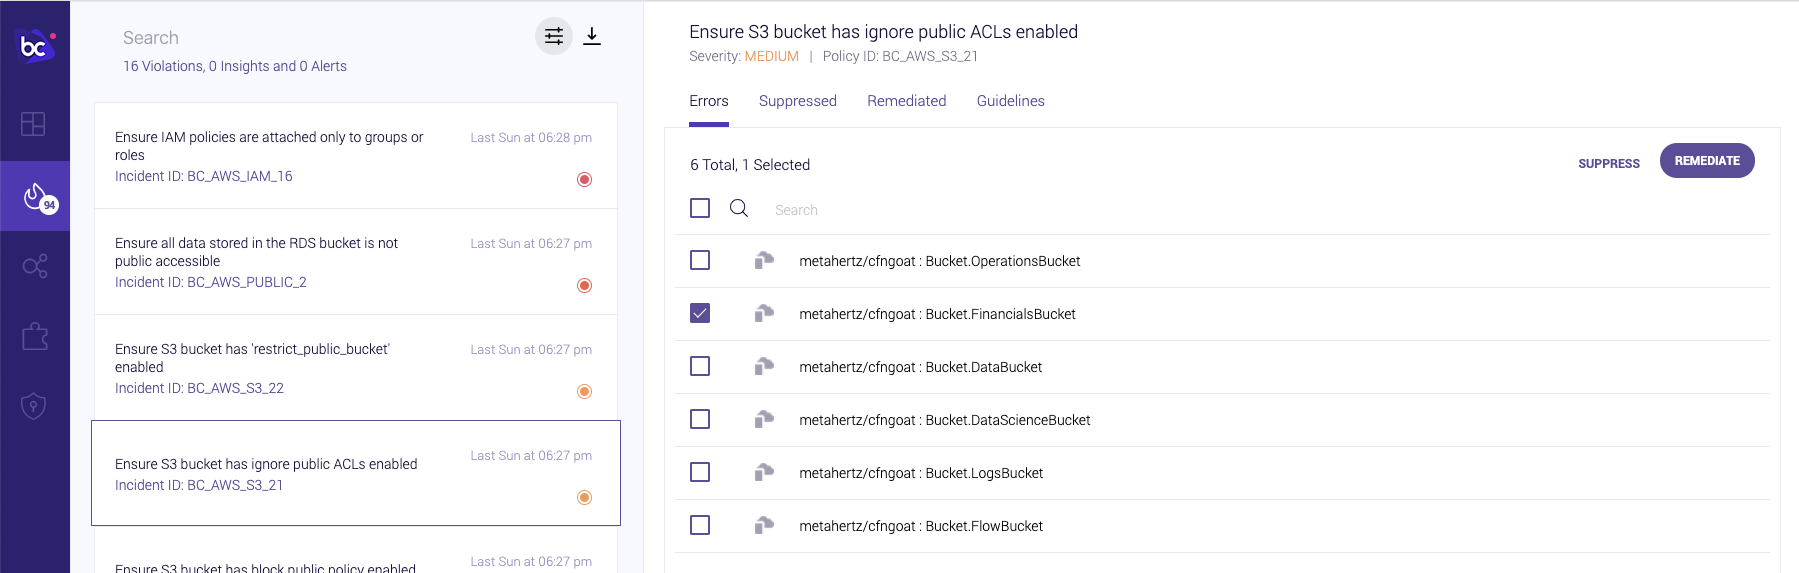 bc
94
Search
16 Violations, 0 Insights and 0 Alerts
Ensure IAM policies are attached only to groups or
roles
Last Sun at 06:28 pm
Incident ID: BC_AWS_IAM_16
Ensure all data stored in the RDS bucket is not
public accessible
Last Sun at 06:27 pm
Incident ID: BC_AWS_PUBLIC_2
Ensure S3 bucket has 'restrict_public_bucket'
enabled
Last Sun at 06:27 pm
Incident ID: BC_AWS_S3_22
Ensure S3 bucket has ignore public ACLs enabled
Last Sun at 06:27 pm
Incident ID: BC_AWS_S3_21
Ensure S3 bucket has block public policy enabled
Last Sun at 06:27 pm
Ensure S3 bucket has ignore public ACLs enabled
Severity: MEDIUM | Policy ID: BC_AWS_S3_21
Errors Suppressed Remediated Guidelines
6 Total, 1 Selected
SUPPRESS REMEDIATE
Search
metahertz/cfngoat : Bucket.OperationsBucket
metahertz/cfngoat : Bucket.FinancialsBucket
metahertz/cfngoat : Bucket.DataBucket
metahertz/cfngoat : Bucket.DataScienceBucket
metahertz/cfngoat : Bucket.LogsBucket
metahertz/cfngoat : Bucket.FlowBucket